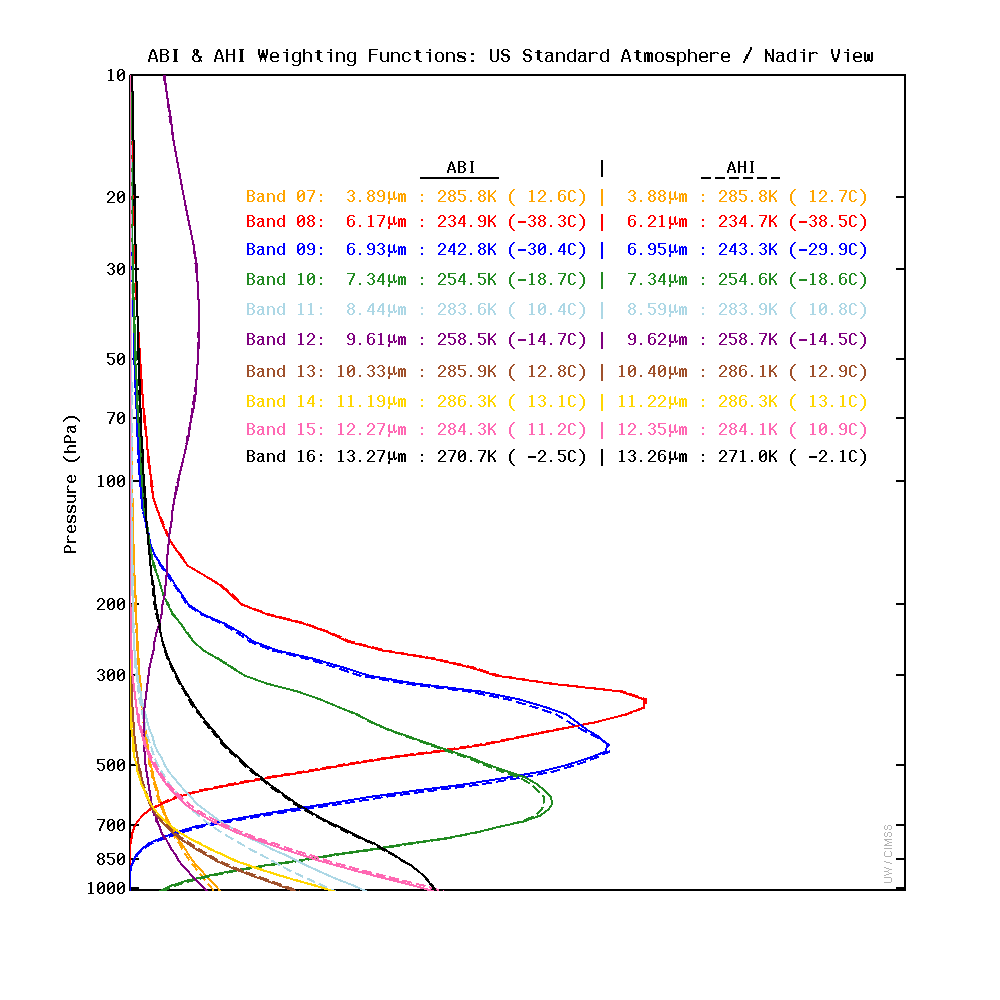 ABI & AHI Weighting Functions: US Standard Atmosphere / Nadir View
10
ABI | AHI
Band 07: 3.89µm : 285.8K ( 12.6C) | 3.88µm : 285.8K ( 12.7C)
20
Band 08: 6.17µm : 234.9K (-38.3C) | 6.21µm : 234.7K (-38.5C)
Band 09: 6.93µm : 242.8K (-30.4C) | 6.95µm : 243.3K (-29.9C)
30
Band 10: 7.34µm : 254.5K (-18.7C) | 7.34µm : 254.6K (-18.6C)
Band 11: 8.44µm : 283.6K ( 10.4C) | 8.59µm : 283.9K ( 10.8C)
Band 12: 9.61µm : 258.5K (-14.7C) | 9.62µm : 258.7K (-14.5C)
50
Band 13: 10.33µm : 285.9K ( 12.8C) | 10.40µm : 286.1K ( 12.9C)
Band 14: 11.19µm : 286.3K ( 13.1C) | 11.22µm : 286.3K ( 13.1C)
70
Band 15: 12.27µm : 284.3K ( 11.2C) | 12.35µm : 284.1K ( 10.9C)
Band 16: 13.27µm : 270.7K ( -2.5C) | 13.26µm : 271.0K ( -2.1C)
100
Pressure (hPa)
200
300
500
700
850
1000
UW / CIMSS